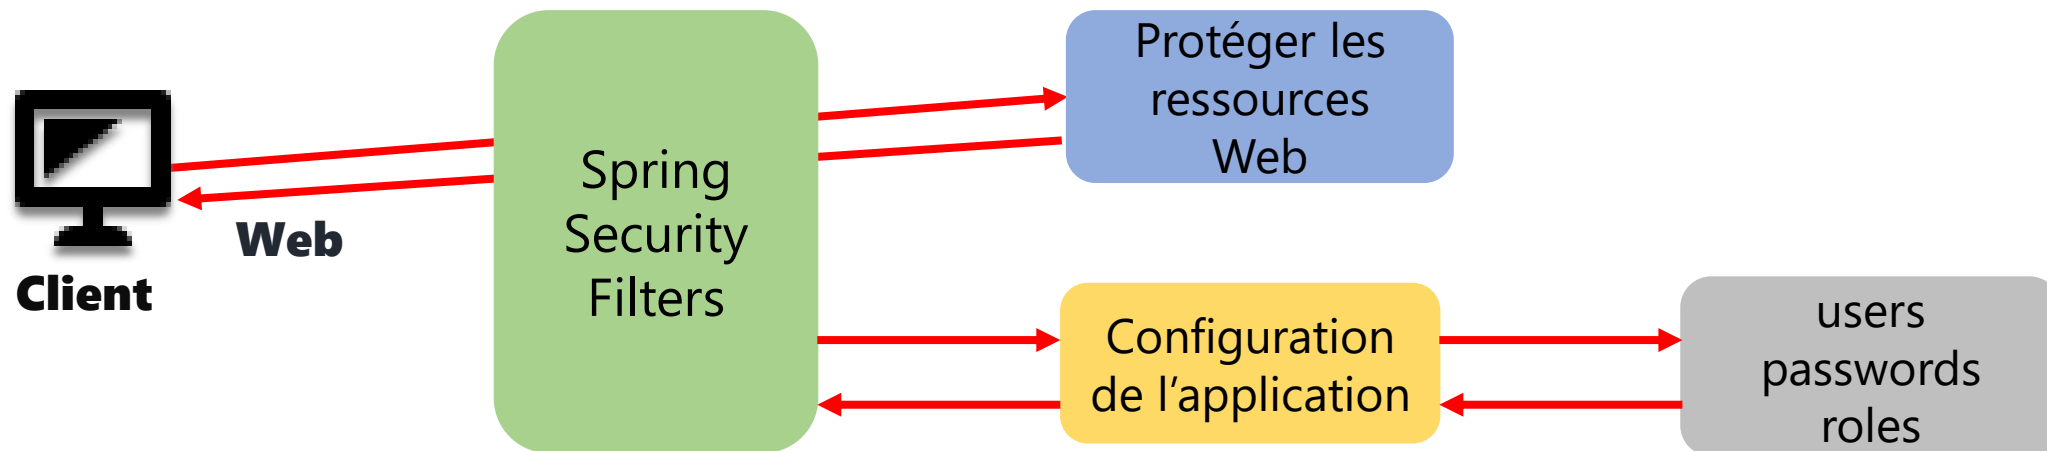 Client
Web
Spring
Security
Filters
Protéger les
ressources
Web
Configuration
de l'application
users
passwords
roles